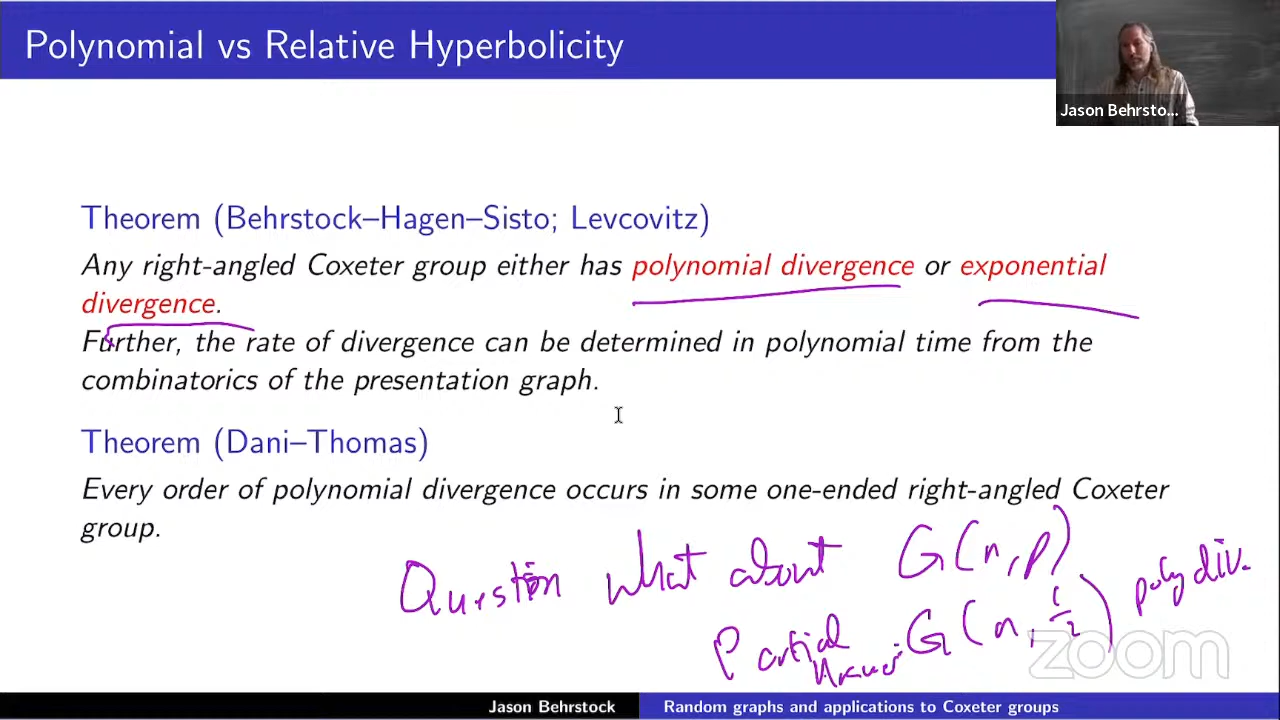 Polynomial vs Relative Hyperbolicity
Jason Behrsto...
Theorem (Behrstock–Hagen–Sisto; Levcovitz)
Any right-angled Coxeter group either has polynomial divergence or exponential
divergence.
Further, the rate of divergence can be determined in polynomial time from the
combinatorics of the presentation graph.
Theorem (Dani–Thomas)
Every order of polynomial divergence occurs in some one-ended right-angled Coxeter
group.
Question what about G(n,p)
Partial G(n, 1/2) poly div.
zoom
Jason Behrstock Random graphs and applications to Coxeter groups